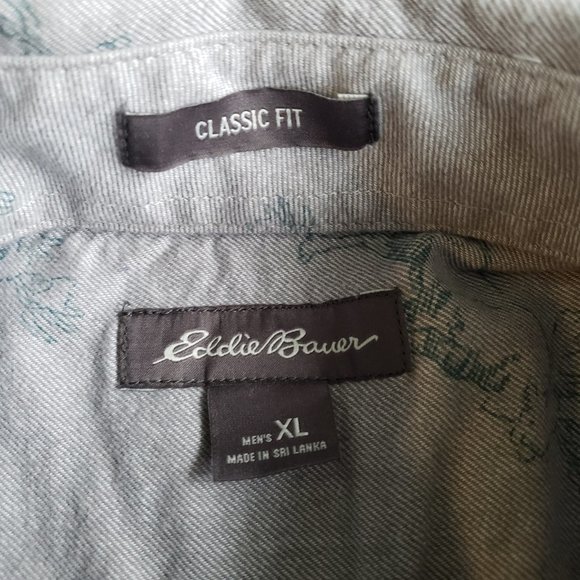 CLASSIC FIT
Eddie Bauer
MEN'S XL
MADE IN SRI LANKA